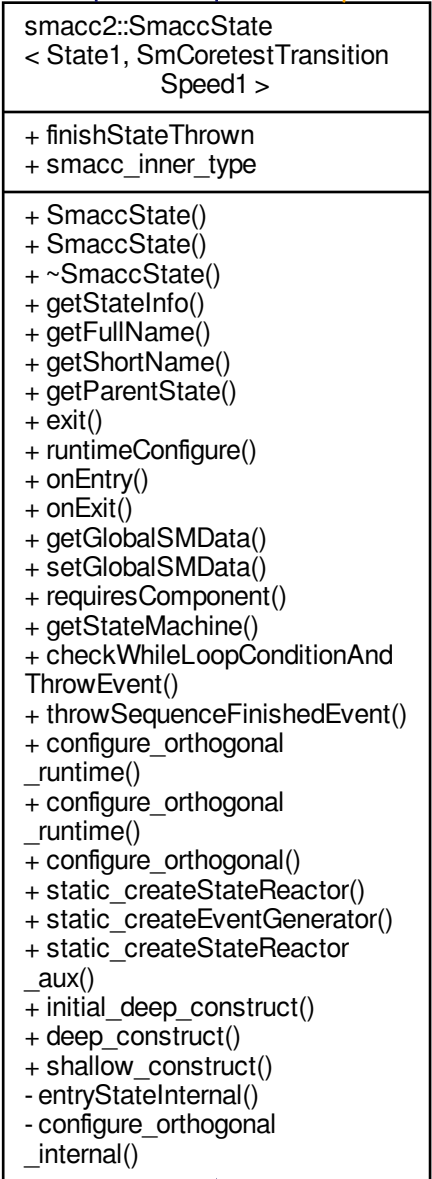 smacc2::SmaccState
< State1, SmCoretestTransition
Speed1 >
+ finishStateThrown
+ smacc_inner_type
+ SmaccState()
+ SmaccState()
+ ~SmaccState()
+ getStateInfo()
+ getFullName()
+ getShortName()
+ getParentState()
+ exit()
+ runtimeConfigure()
+ onEntry()
+ onExit()
+ getGlobalSMData()
+ setGlobalSMData()
+ requiresComponent()
+ getStateMachine()
+ checkWhileLoopConditionAnd
ThrowEvent()
+ throwSequenceFinishedEvent()
+ configure_orthogonal
_runtime()
+ configure_orthogonal
_runtime()
+ configure_orthogonal()
+ static_createStateReactor()
+ static_createEventGenerator()
+ static_createStateReactor
_aux()
+ initial_deep_construct()
+ deep_construct()
+ shallow_construct()
- entryStateInternal()
- configure_orthogonal
_internal()